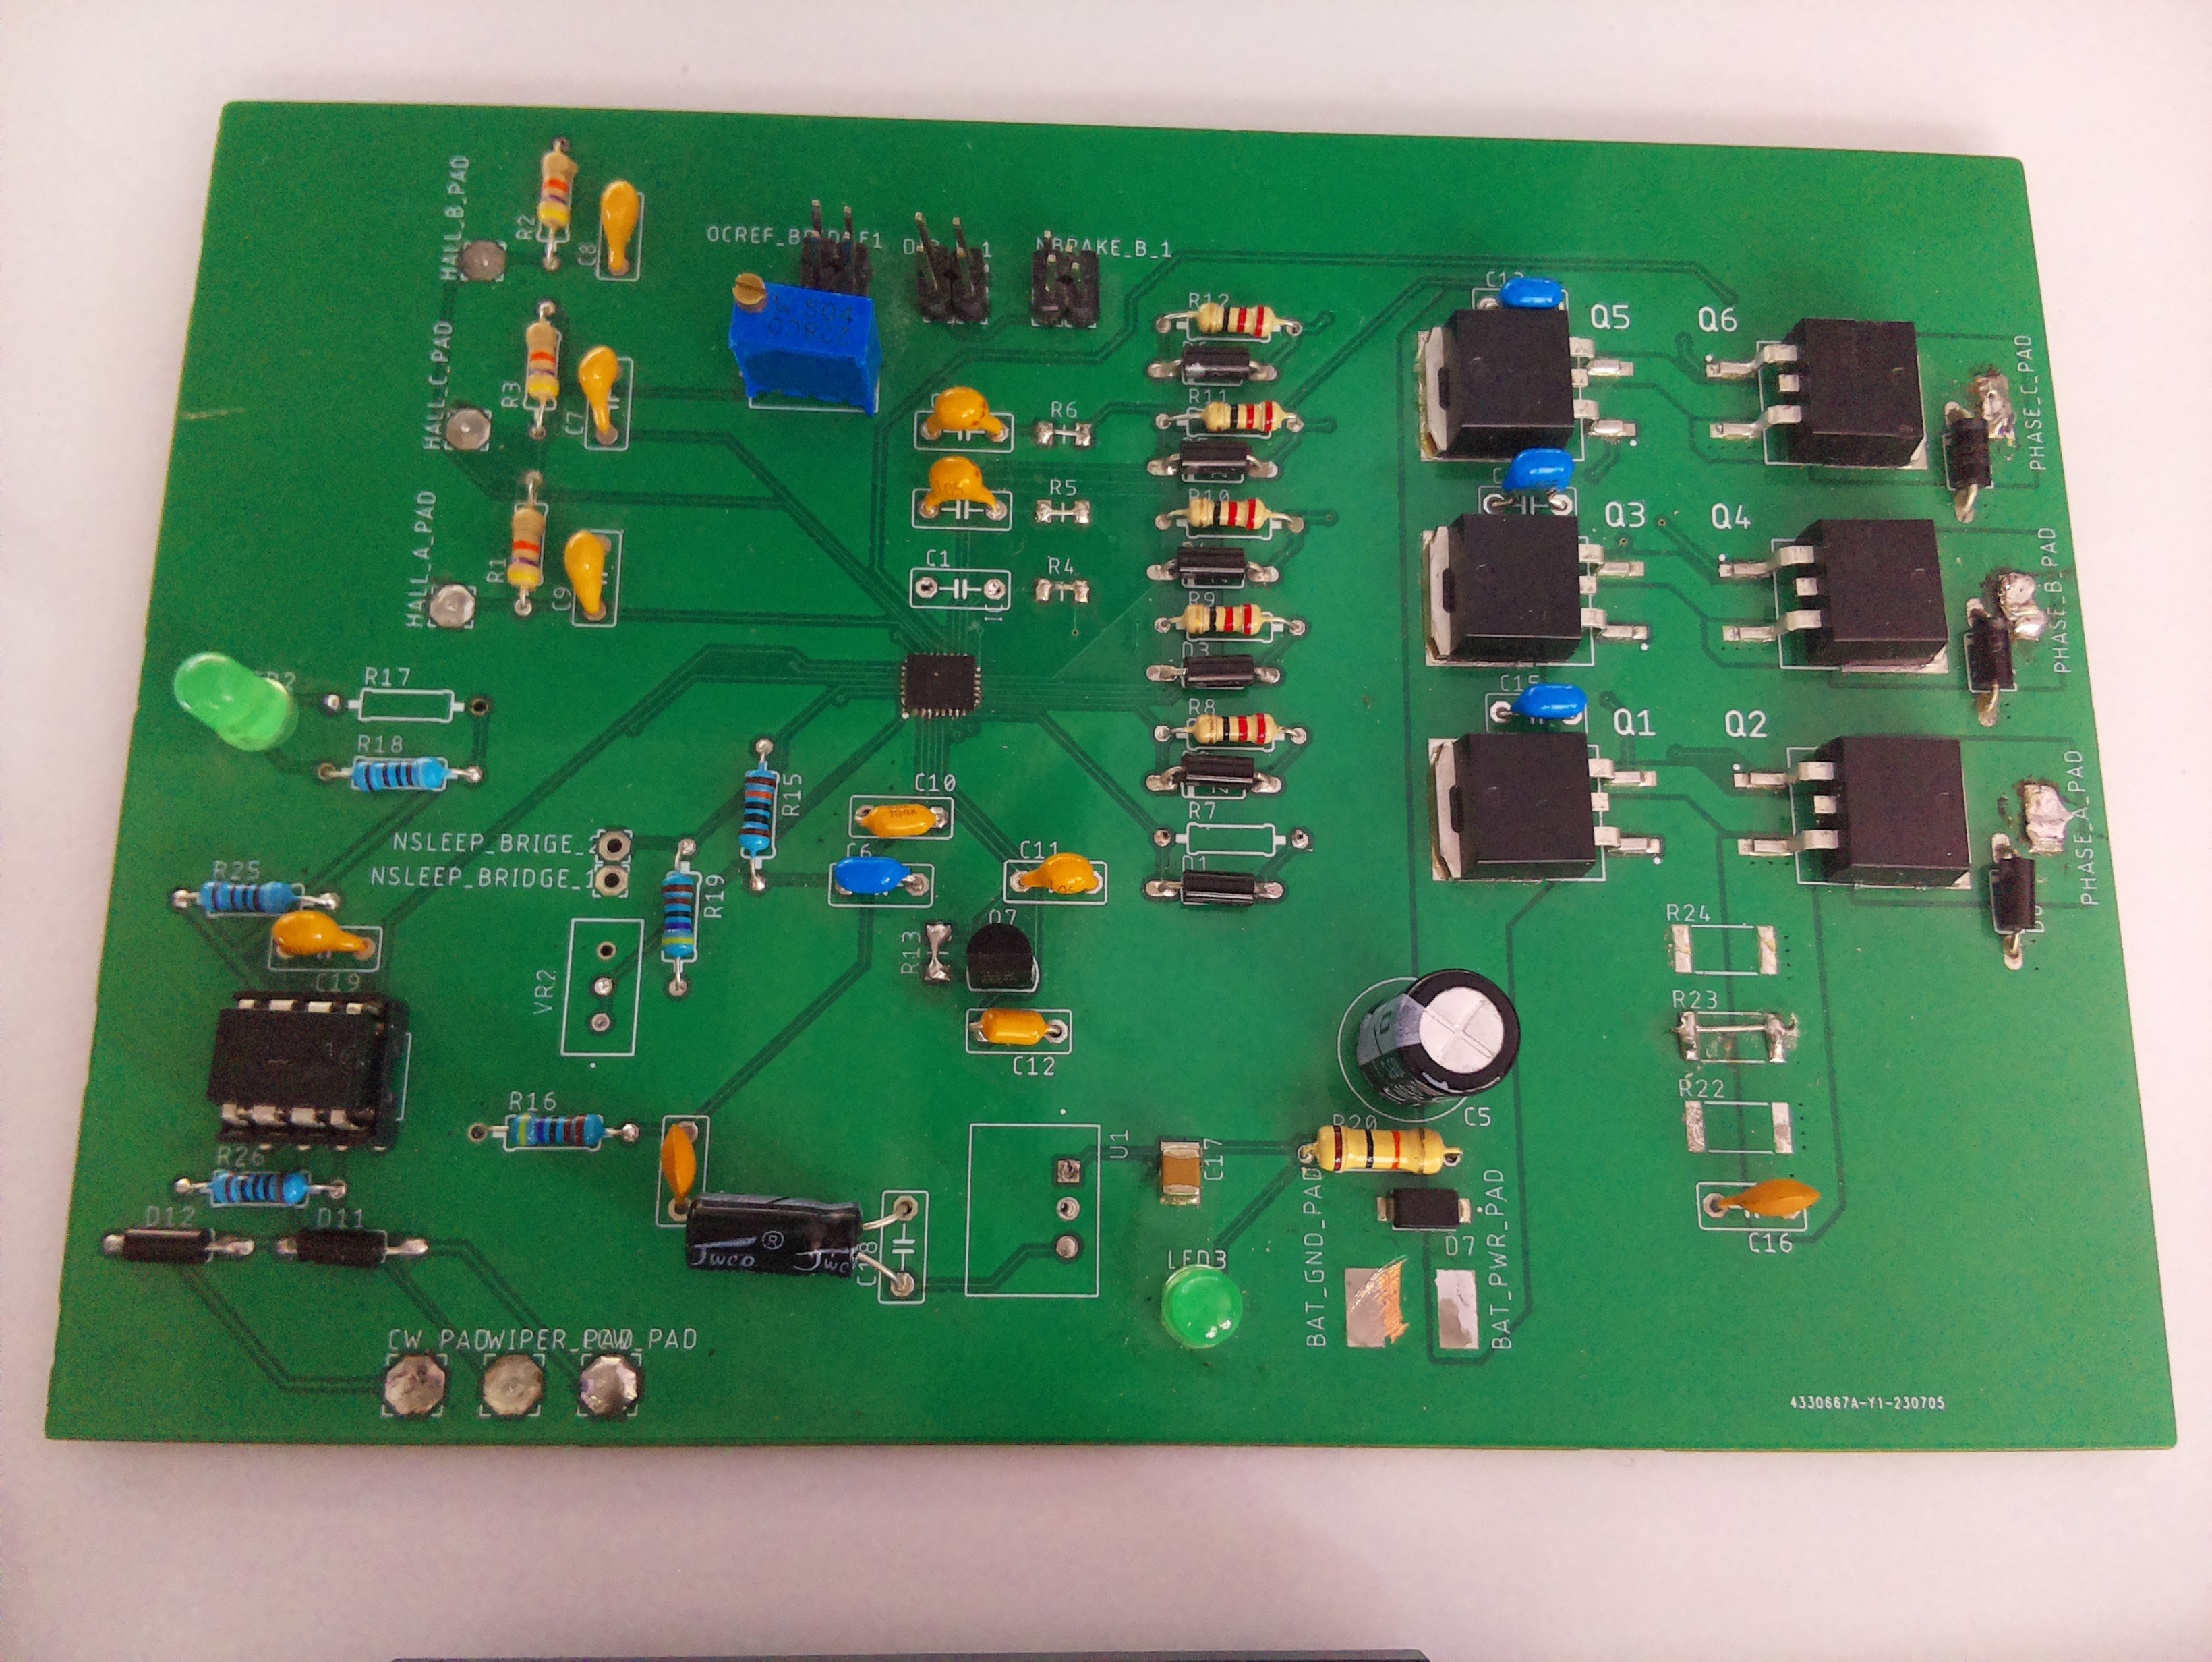 HALL_B_PAD
R2
C8
OCREF_BRIDGE1
NBRAKE_B_1
W504
HALL_C_PAD
R3
C7
R12
Q5
Q6
PHASE_C_PAD
R11
R6
HALL_A_PAD
R1
C9
R5
R10
Q3
Q4
PHASE_B_PAD
C1
R4
R9
D3
R17
R18
R8
C15
Q1
Q2
PHASE_A_PAD
R15
C10
R7
NSLEEP_BRIGE_2
NSLEEP_BRIDGE_1
C6
C11
D1
R25
R19
Q7
R13
R24
C19
VR2
R23
C12
R22
R16
C5
R20
U1
C17
R26
D12
D11
Jwco ® Jwc
C18
LED3
BAT_GND_PAD
D7
BAT_PWR_PAD
C16
CW_PAD
WIPER_PAD
4330667A-Y1-230705